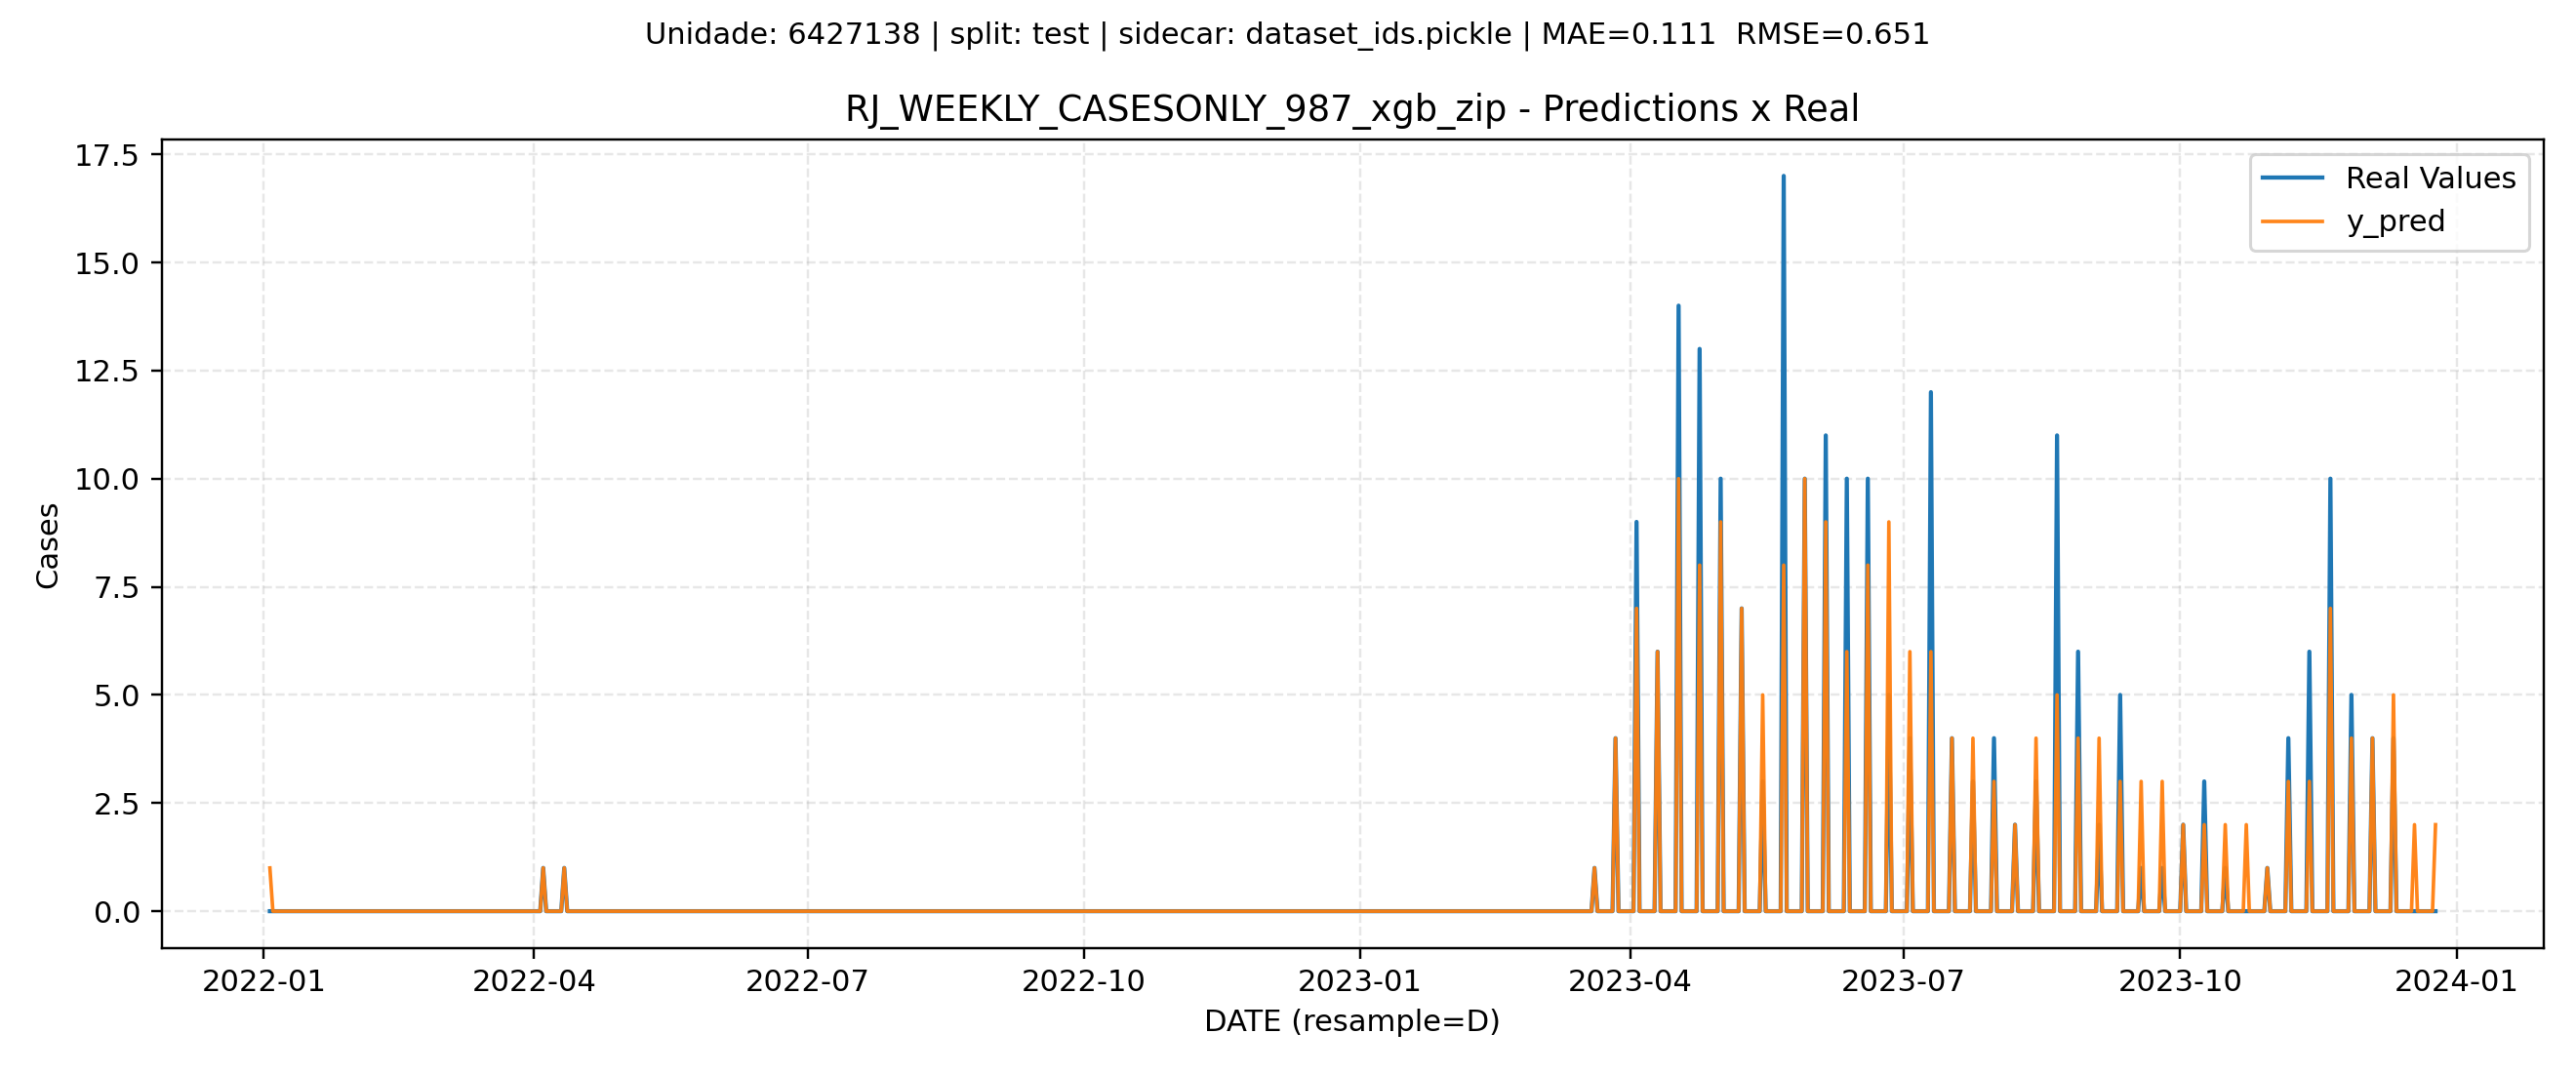 Unidade: 6427138 | split: test | sidecar: dataset_ids.pickle | MAE=0.111  RMSE=0.651
RJ_WEEKLY_CASESONLY_987_xgb_zip - Predictions x Real
17.5
15.0
12.5
10.0
7.5
5.0
2.5
0.0
Cases
Real Values
y_pred
2022-01
2022-04
2022-07
2022-10
2023-01
2023-04
2023-07
2023-10
2024-01
DATE (resample=D)